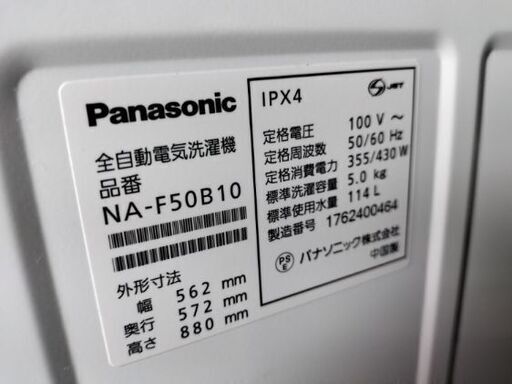 Panasonic
全自動電気洗濯機
品番
NA-F50B10
外形寸法
幅 562 mm
奥行 572 mm
高さ 880 mm
IPX4
JET
定格電圧 100 V ~
定格周波数 50/60 Hz
定格消費電力 355/430 W
標準洗濯容量 5.0 kg
標準使用水量 114 L
製造番号 1762400464
PS E パナソニック株式会社
中国製